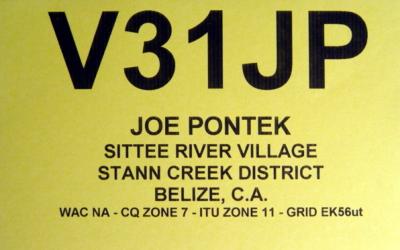 V31JP
JOE PONTEK
SITTEE RIVER VILLAGE
STANN CREEK DISTRICT
BELIZE, C.A.
WAC NA - CQ ZONE 7 - ITU ZONE 11 - GRID EK56ut